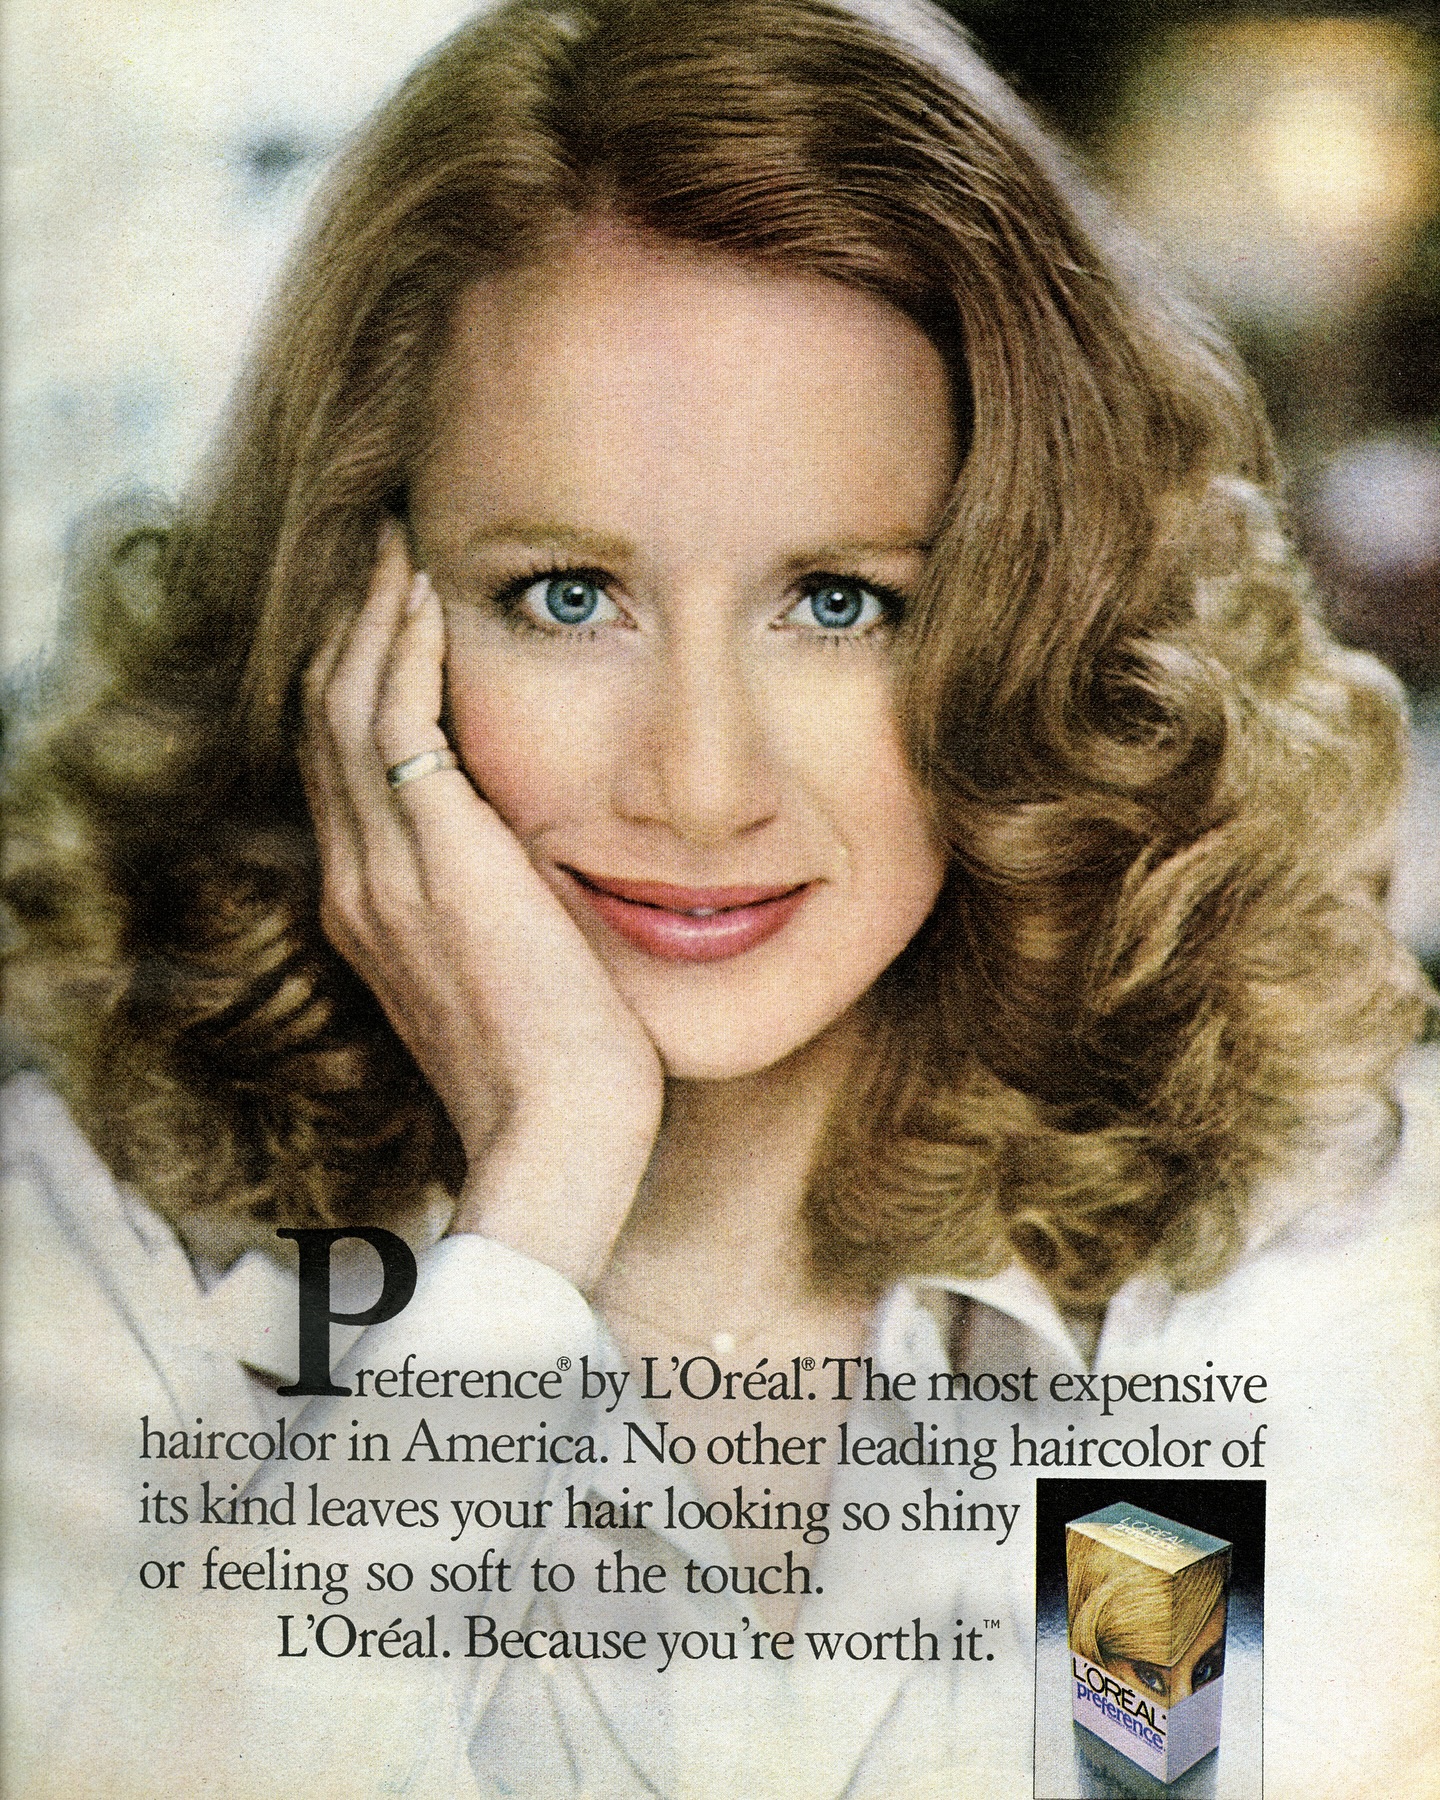 Preference® by L'Oréal®. The most expensive
haircolor in America. No other leading haircolor of
its kind leaves your hair looking so shiny
or feeling so soft to the touch.
L'Oréal. Because you're worth it.™
L'ORÉAL
L'ORÉAL
preference